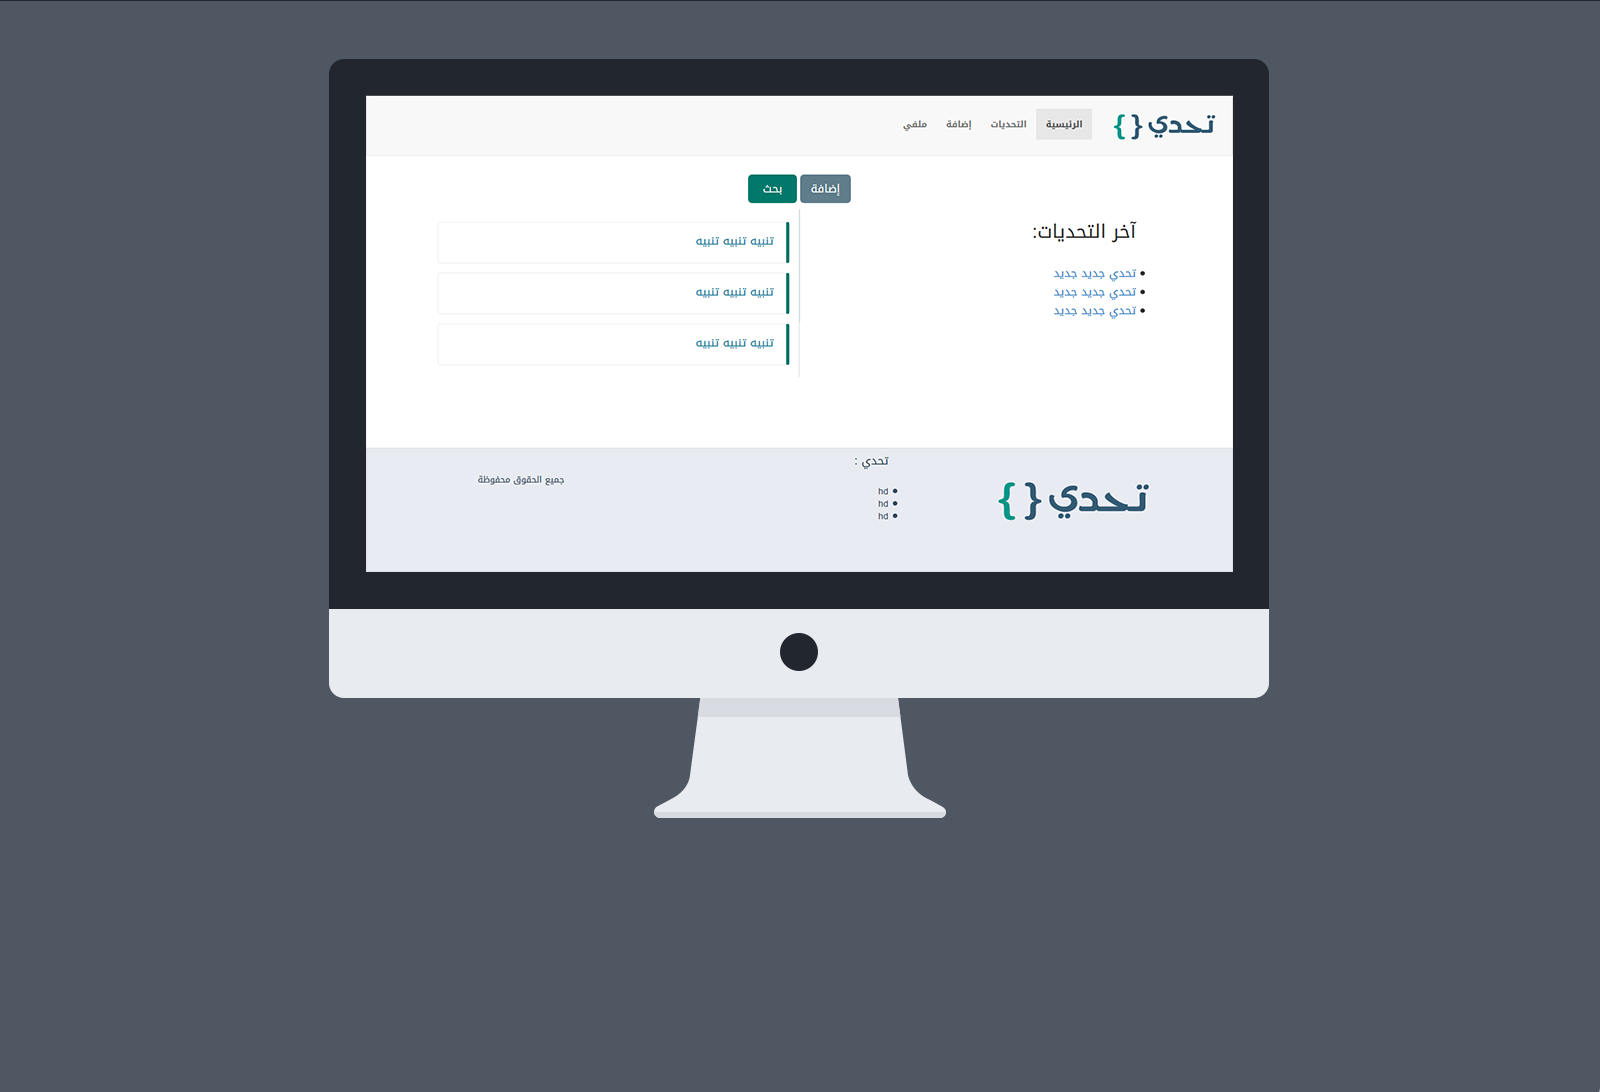 تحدي { }
الرئيسية
التحديات
إضافة
ملفي
إضافة
بحث
آخر التحديات:
تحدي جديد جديد
تحدي جديد جديد
تحدي جديد جديد
تنبيه تنبيه تنبيه
تنبيه تنبيه تنبيه
تنبيه تنبيه تنبيه
تحدي { }
تحدي :
hd
hd
hd
جميع الحقوق محفوظة